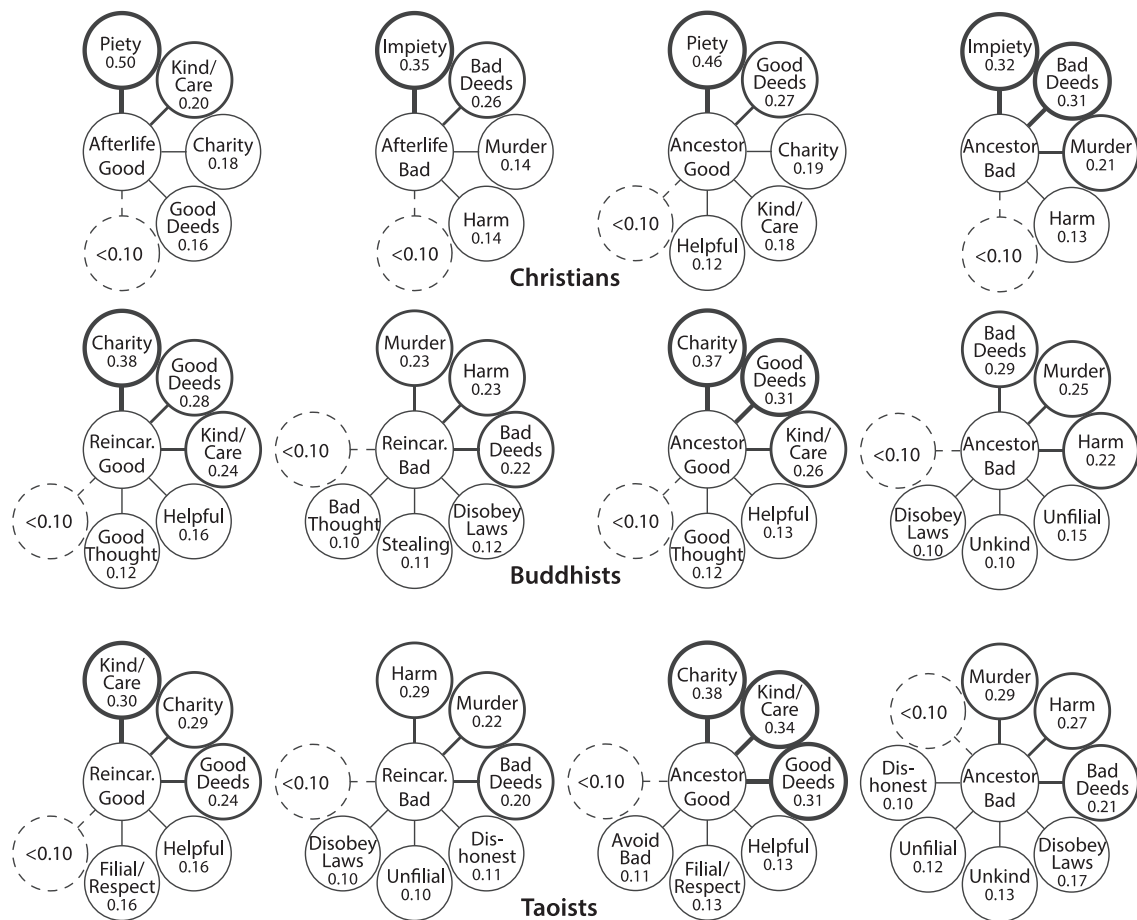 Piety
0.50
Kind/
Care
0.20
Afterlife
Good
Charity
0.18
Good
Deeds
0.16
<0.10
Impiety
0.35
Bad
Deeds
0.26
Afterlife
Bad
Murder
0.14
Harm
0.14
<0.10
Piety
0.46
Good
Deeds
0.27
Ancestor
Good
Charity
0.19
Kind/
Care
0.18
Helpful
0.12
<0.10
Impiety
0.32
Bad
Deeds
0.31
Ancestor
Bad
Murder
0.21
Harm
0.13
<0.10
Christians
Charity
0.38
Good
Deeds
0.28
Reincar.
Good
Kind/
Care
0.24
Helpful
0.16
Good
Thought
0.12
<0.10
Murder
0.23
Harm
0.23
Reincar.
Bad
Bad
Deeds
0.22
Disobey
Laws
0.12
Stealing
0.11
Bad
Thought
0.10
<0.10
Charity
0.37
Good
Deeds
0.31
Ancestor
Good
Kind/
Care
0.26
Helpful
0.13
Good
Thought
0.12
<0.10
Bad
Deeds
0.29
Murder
0.25
Ancestor
Bad
Harm
0.22
Unfilial
0.15
Unkind
0.10
Disobey
Laws
0.10
<0.10
Buddhists
Kind/
Care
0.30
Charity
0.29
Reincar.
Good
Good
Deeds
0.24
Helpful
0.16
Filial/
Respect
0.16
<0.10
Harm
0.29
Murder
0.22
Reincar.
Bad
Bad
Deeds
0.20
Dis-
honest
0.11
Unfilial
0.10
Disobey
Laws
0.10
<0.10
Charity
0.38
Kind/
Care
0.34
Ancestor
Good
Good
Deeds
0.31
Helpful
0.13
Filial/
Respect
0.13
Avoid
Bad
0.11
<0.10
Murder
0.29
Harm
0.27
Ancestor
Bad
Bad
Deeds
0.21
Disobey
Laws
0.17
Unkind
0.13
Unfilial
0.12
Dis-
honest
0.10
<0.10
Taoists